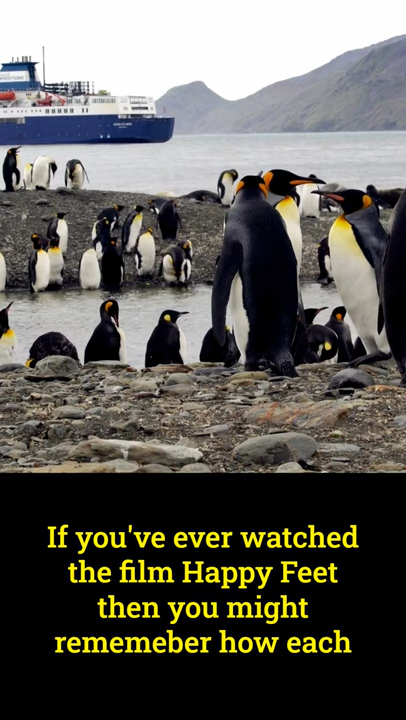 If you've ever watched
the film Happy Feet
then you might
rememeber how each